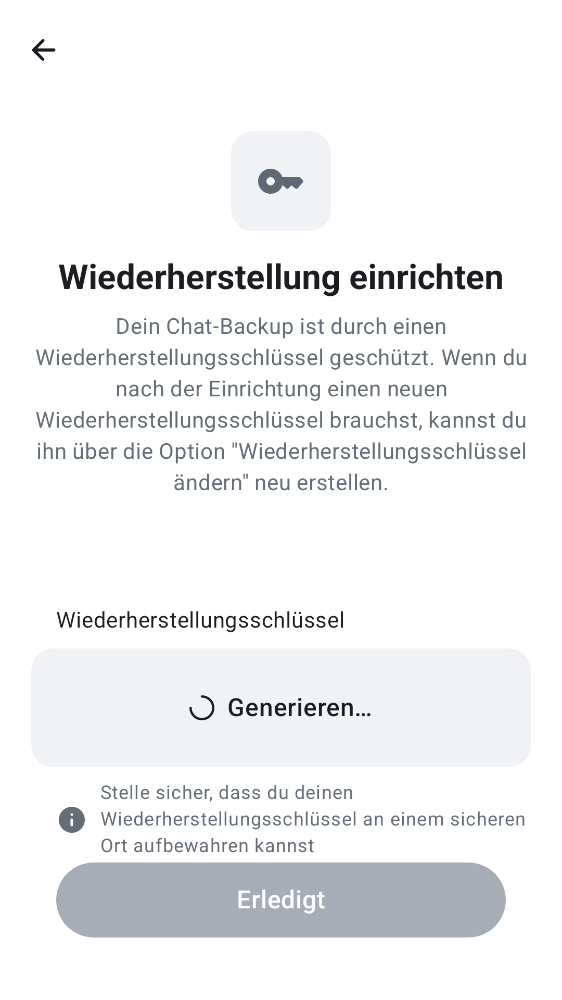 Wiederherstellung einrichten
Dein Chat-Backup ist durch einen
Wiederherstellungsschlüssel geschützt. Wenn du
nach der Einrichtung einen neuen
Wiederherstellungsschlüssel brauchst, kannst du
ihn über die Option "Wiederherstellungsschlüssel
ändern" neu erstellen.
Wiederherstellungsschlüssel
Generieren…
Stelle sicher, dass du deinen
Wiederherstellungsschlüssel an einem sicheren
Ort aufbewahren kannst
Erledigt